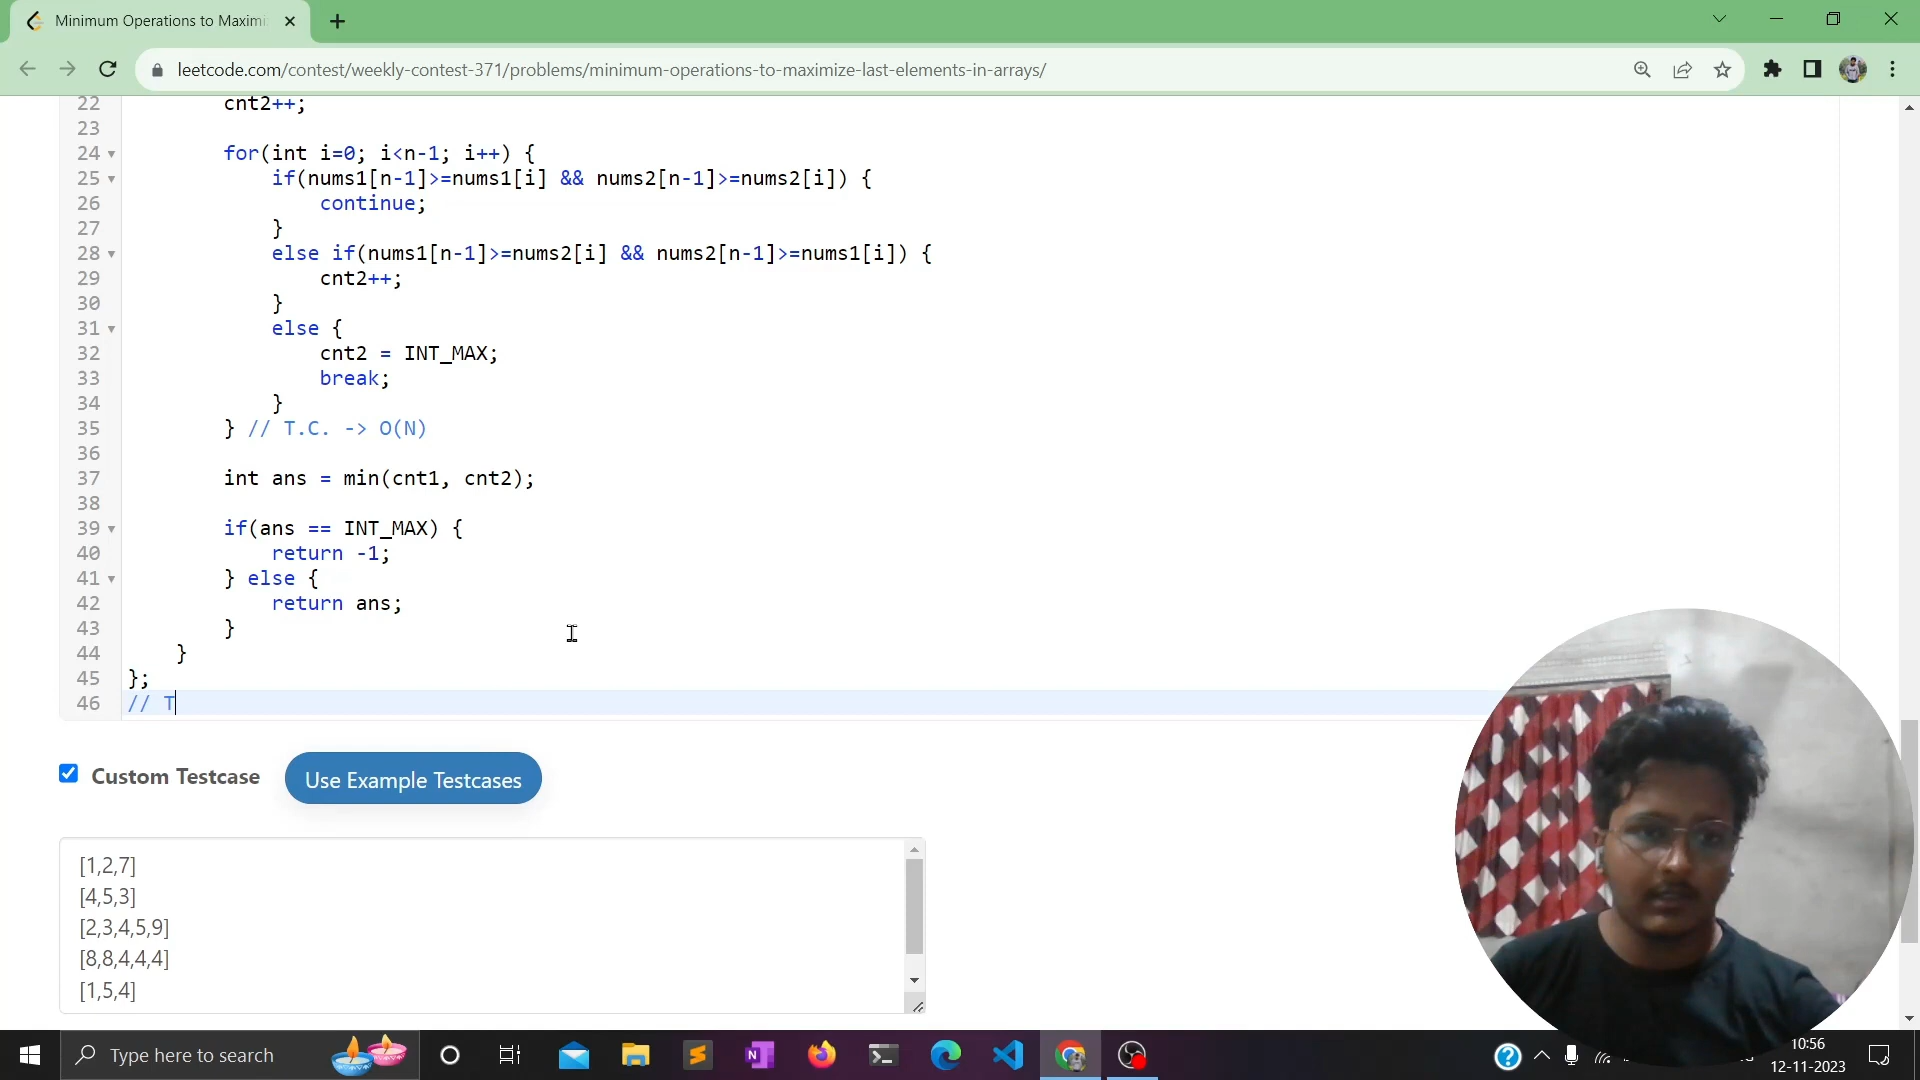 Minimum Operations to Maximi
leetcode.com/contest/weekly-contest-371/problems/minimum-operations-to-maximize-last-elements-in-arrays/
22 cnt2++;
23
24 for(int i=0; i<n-1; i++) {
25 if(nums1[n-1]>=nums1[i] && nums2[n-1]>=nums2[i]) {
26 continue;
27 }
28 else if(nums1[n-1]>=nums2[i] && nums2[n-1]>=nums1[i]) {
29 cnt2++;
30 }
31 else {
32 cnt2 = INT_MAX;
33 break;
34 }
35 } // T.C. -> O(N)
36
37 int ans = min(cnt1, cnt2);
38
39 if(ans == INT_MAX) {
40 return -1;
41 } else {
42 return ans;
43 }
44 }
45 };
46 // T
Custom Testcase Use Example Testcases
[1,2,7]
[4,5,3]
[2,3,4,5,9]
[8,8,4,4,4]
[1,5,4]
Type here to search
10:56
12-11-2023